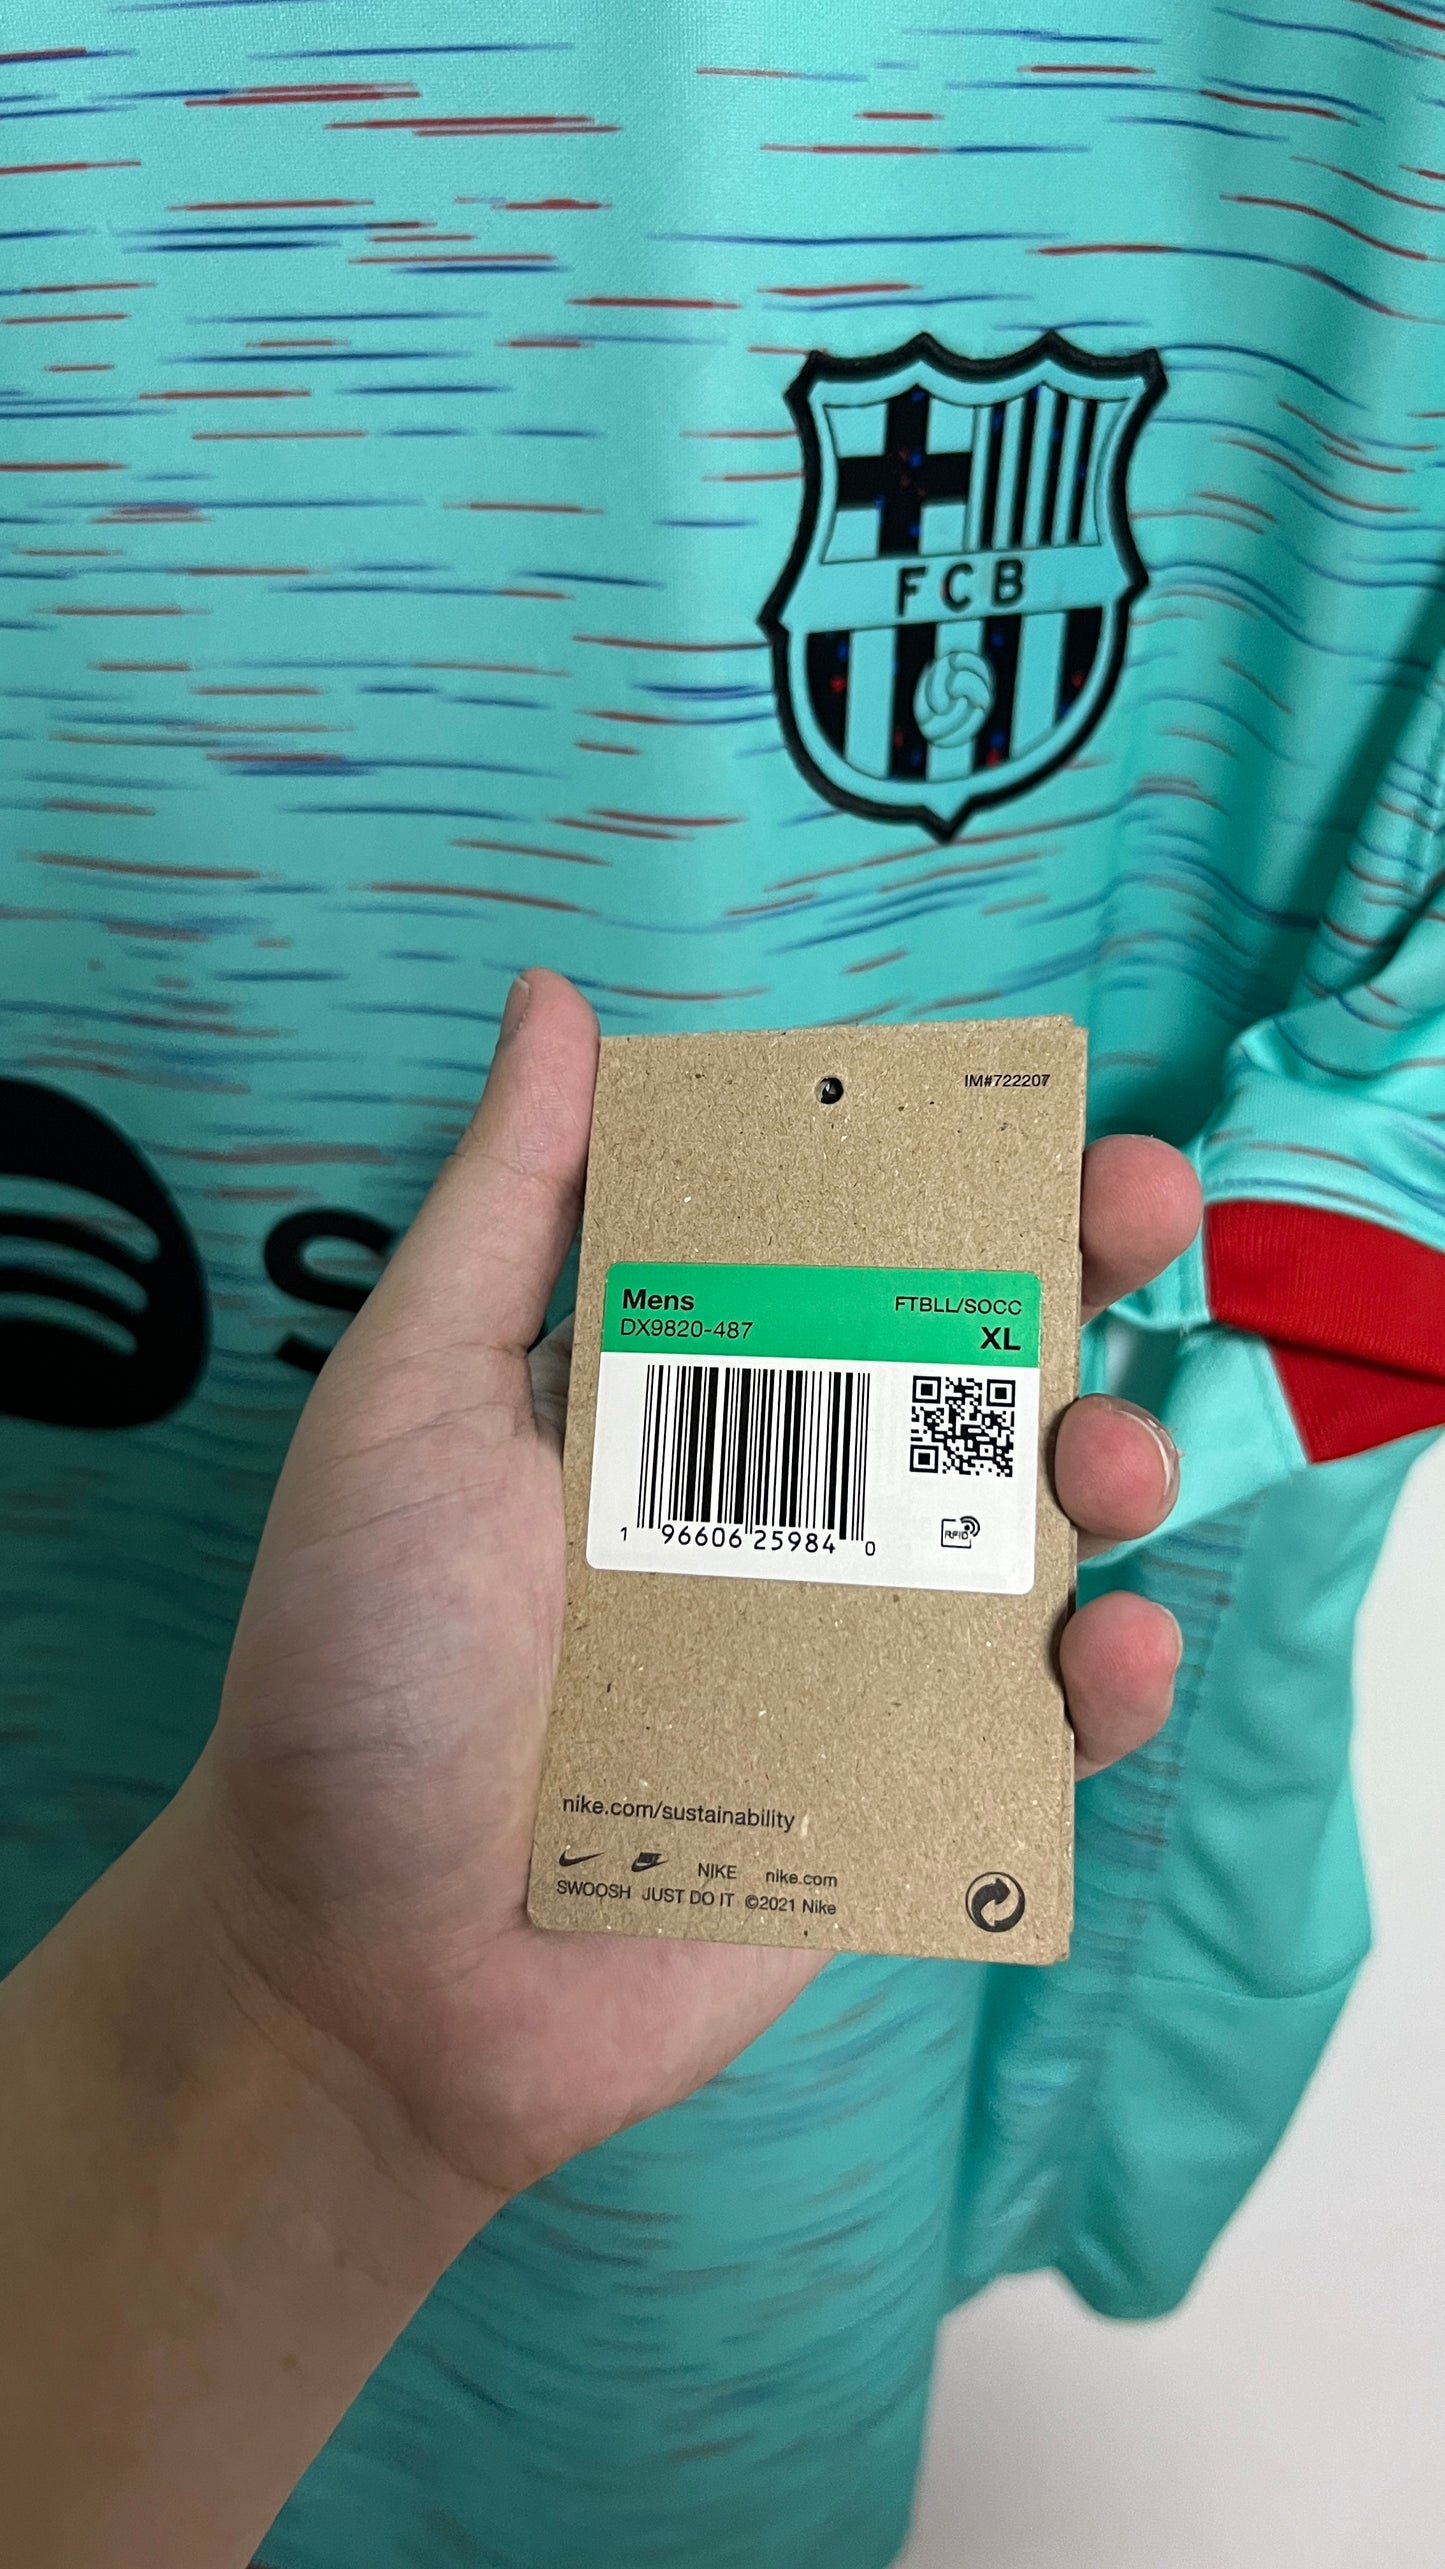 FCB
S
IM#722207
Mens FTBLL/SOCC
DX9820-487 XL
1 96606 25984 0
RFID
nike.com/sustainability
NIKE nike.com
SWOOSH JUST DO IT ©2021 Nike